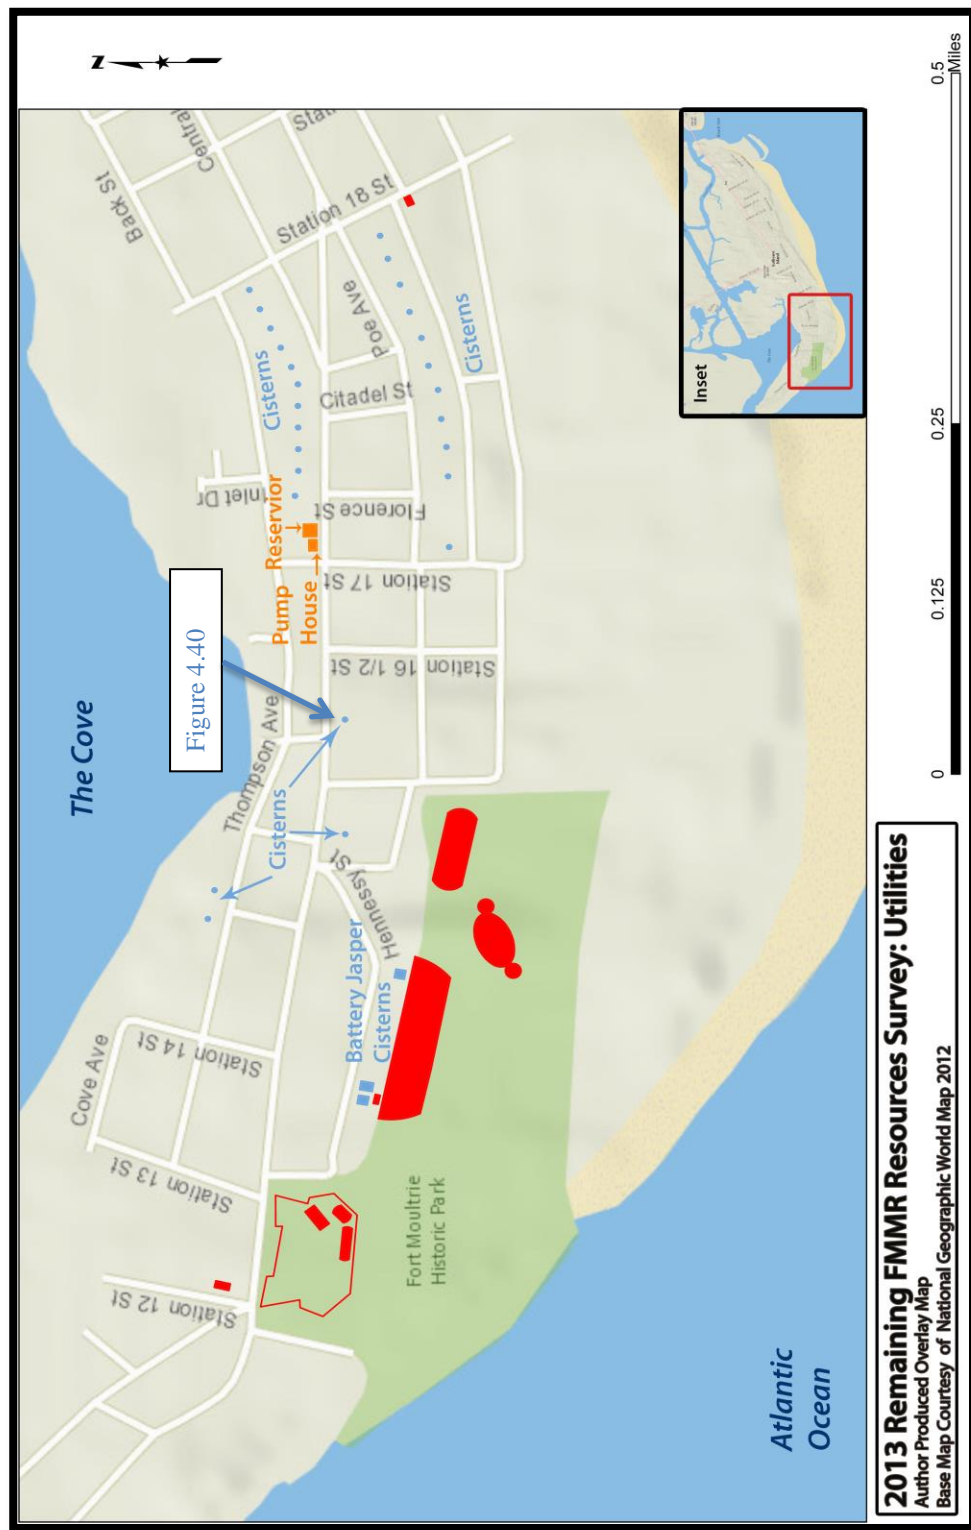 Z
The Cove
Back St
Central
Stati
Station 18 St
Poe Ave
Citadel St
Cisterns
Cisterns
Inlet Dr
Florence St
Reservior
Pump
House
Station 17 St
Station 16 1/2 St
Figure 4.40
Thompson Ave
Cisterns
Hennessy St
Battery Jasper
Cisterns
Cove Ave
Station 14 St
Station 13 St
Station 12 St
Fort Moultrie
Historic Park
Atlantic
Ocean
Inset
0
0.125
0.25
0.5
Miles
2013 Remaining FMMR Resources Survey: Utilities
Author Produced Overlay Map
Base Map Courtesy of National Geographic World Map 2012